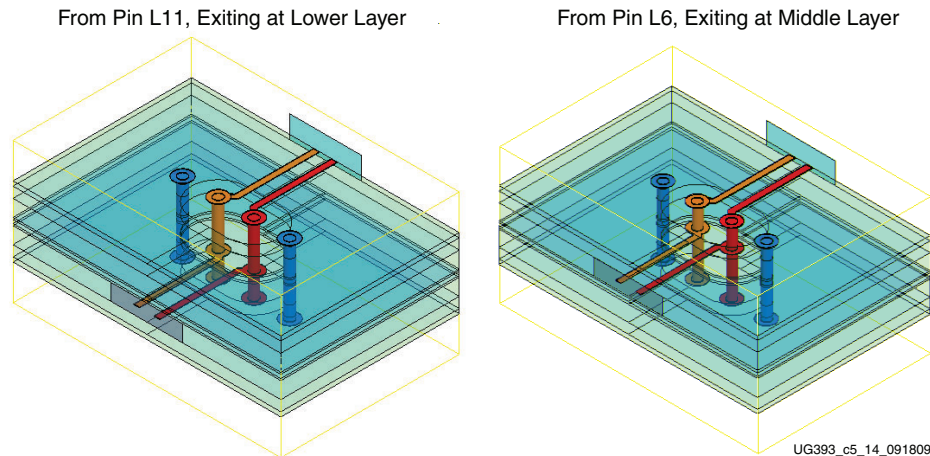 From Pin L11, Exiting at Lower Layer
From Pin L6, Exiting at Middle Layer
UG393_c5_14_091809